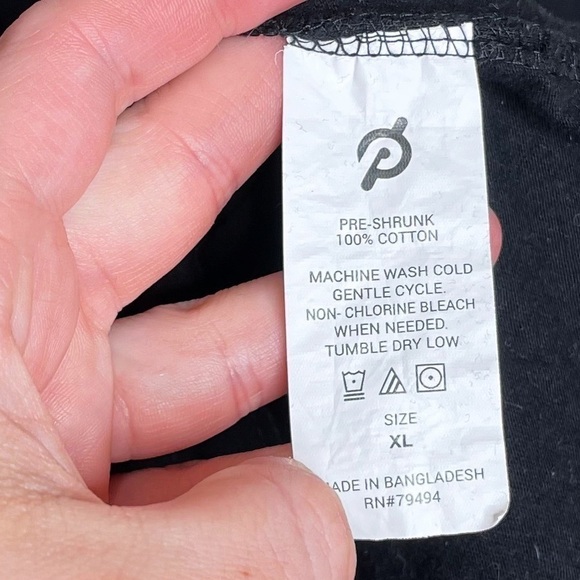 PRE-SHRUNK
100% COTTON
MACHINE WASH COLD
GENTLE CYCLE.
NON- CHLORINE BLEACH
WHEN NEEDED.
TUMBLE DRY LOW
SIZE
XL
IN BANGLADESH
RN#79494